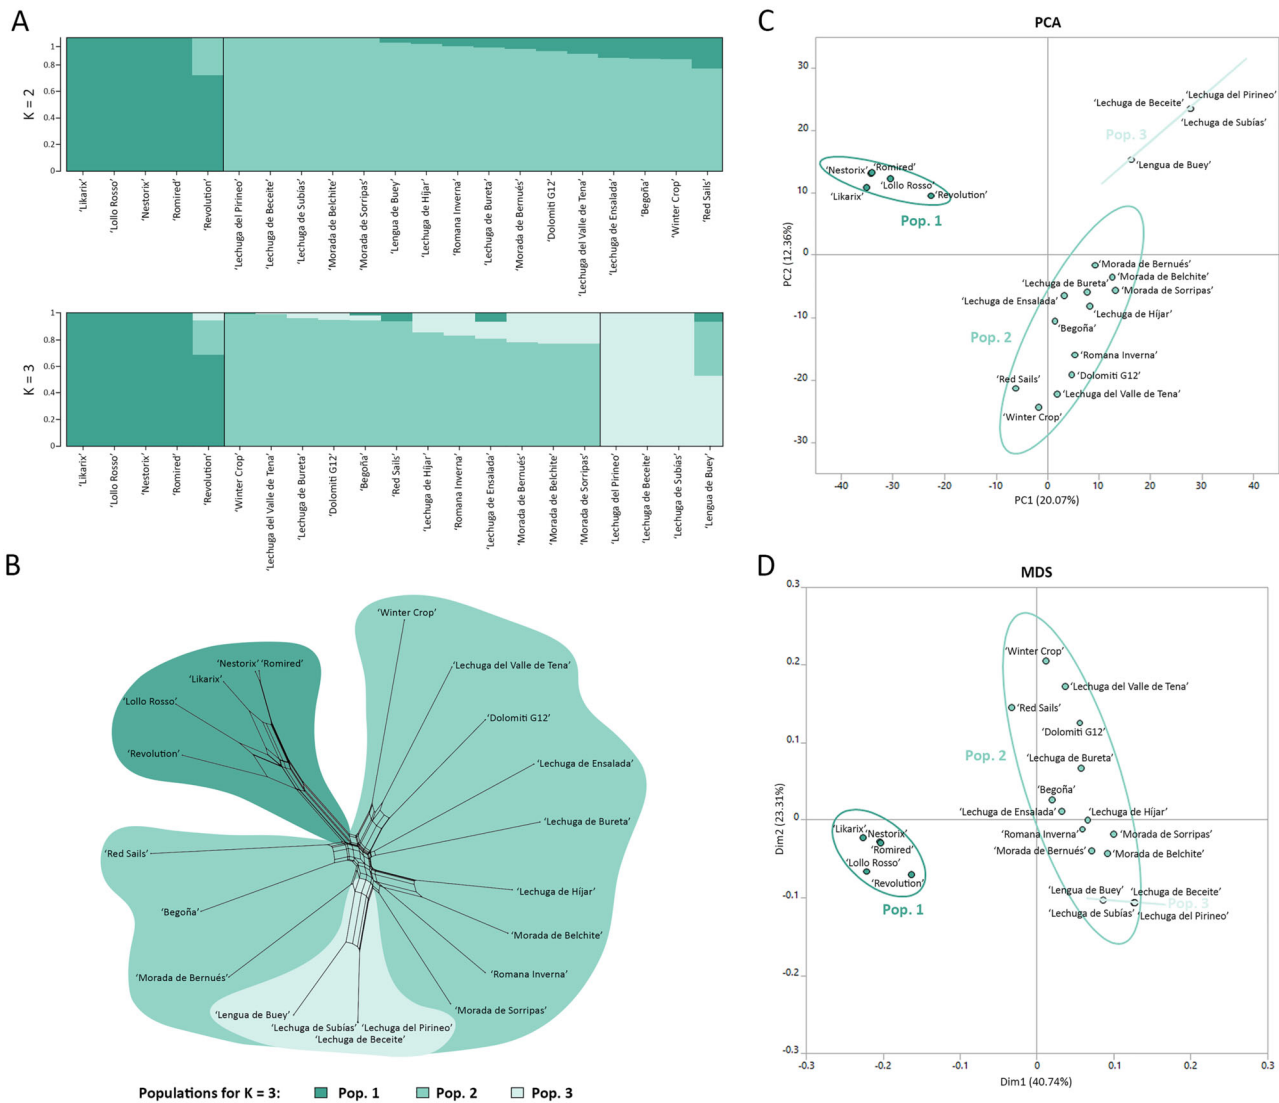 A
K = 2
1
0.8
0.6
0.4
0.2
0
‘Likarix’
‘Lollo Rosso’
‘Nestorix’
‘Romired’
‘Revolution’
‘Lechuga del Pirineo’
‘Lechuga de Beceite’
‘Lechuga de Subías’
‘Morada de Belchite’
‘Morada de Sorripas’
‘Lengua de Buey’
‘Lechuga de Híjar’
‘Romana Inverna’
‘Lechuga de Bureta’
‘Morada de Bernués’
‘Dolomiti G12’
‘Lechuga del Valle de Tena’
‘Lechuga de Ensalada’
‘Begoña’
‘Winter Crop’
‘Red Sails’
K = 3
1
0.8
0.6
0.4
0.2
0
‘Likarix’
‘Lollo Rosso’
‘Nestorix’
‘Romired’
‘Revolution’
‘Winter Crop’
‘Lechuga del Valle de Tena’
‘Lechuga de Bureta’
‘Dolomiti G12’
‘Begoña’
‘Red Sails’
‘Lechuga de Híjar’
‘Romana Inverna’
‘Lechuga de Ensalada’
‘Morada de Bernués’
‘Morada de Belchite’
‘Morada de Sorripas’
‘Lechuga del Pirineo’
‘Lechuga de Beceite’
‘Lechuga de Subías’
‘Lengua de Buey’
B
‘Winter Crop’
‘Nestorix’ ‘Romired’
‘Likarix’
‘Lollo Rosso’
‘Revolution’
‘Lechuga del Valle de Tena’
‘Dolomiti G12’
‘Lechuga de Ensalada’
‘Lechuga de Bureta’
‘Red Sails’
‘Lechuga de Híjar’
‘Begoña’
‘Morada de Belchite’
‘Romana Inverna’
‘Morada de Bernués’
‘Morada de Sorripas’
‘Lengua de Buey’
‘Lechuga de Subías’ ‘Lechuga del Pirineo’
‘Lechuga de Beceite’
Populations for K = 3: Pop. 1 Pop. 2 Pop. 3
C
PCA
PC2 (12.36%)
30
20
10
0
-10
-20
-30
‘Lechuga del Pirineo’
‘Lechuga de Beceite’
‘Lechuga de Subías’
Pop. 3
‘Lengua de Buey’
‘Nestorix’ ‘Romired’
‘Lollo Rosso’
‘Likarix’
‘Revolution’
Pop. 1
‘Morada de Bernués’
‘Morada de Belchite’
‘Lechuga de Bureta’
‘Morada de Sorripas’
‘Lechuga de Ensalada’
‘Lechuga de Híjar’
‘Begoña’
Pop. 2
‘Romana Inverna’
‘Dolomiti G12’
‘Red Sails’
‘Lechuga del Valle de Tena’
‘Winter Crop’
-40 -30 -20 -10 0 10 20 30 40
PC1 (20.07%)
D
MDS
Dim2 (23.31%)
0.3
0.2
0.1
0
-0.1
-0.2
-0.3
‘Winter Crop’
‘Lechuga del Valle de Tena’
‘Red Sails’
‘Dolomiti G12’
Pop. 2
‘Lechuga de Bureta’
‘Begoña’
‘Lechuga de Ensalada’
‘Lechuga de Híjar’
‘Likarix’
‘Nestorix’
‘Romana Inverna’
‘Morada de Sorripas’
‘Romired’
‘Morada de Bernués’
‘Morada de Belchite’
‘Lollo Rosso’
‘Revolution’
Pop. 1
‘Lengua de Buey’ ‘Lechuga de Beceite’
Pop. 3
‘Lechuga de Subías’ ‘Lechuga del Pirineo’
-0.3 -0.2 -0.1 0 0.1 0.2 0.3
Dim1 (40.74%)